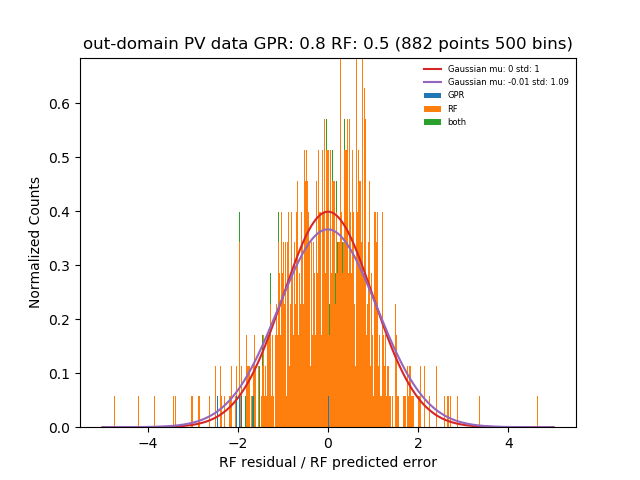 out-domain PV data GPR: 0.8 RF: 0.5 (882 points 500 bins)
Gaussian mu: 0 std: 1
Gaussian mu: -0.01 std: 1.09
GPR
RF
both
Normalized Counts
0.6
0.5
0.4
0.3
0.2
0.1
0.0
−4 −2 0 2 4
RF residual / RF predicted error